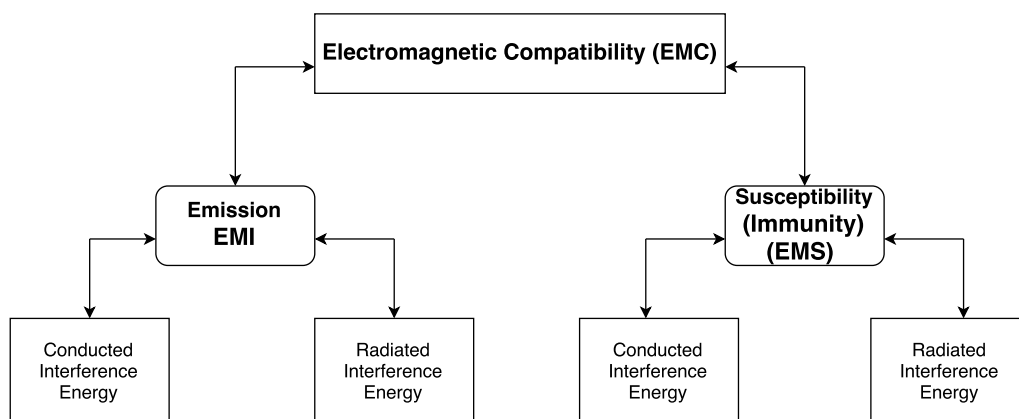 Electromagnetic Compatibility (EMC)
Emission
EMI
Susceptibility
(Immunity)
(EMS)
Conducted
Interference
Energy
Radiated
Interference
Energy
Conducted
Interference
Energy
Radiated
Interference
Energy